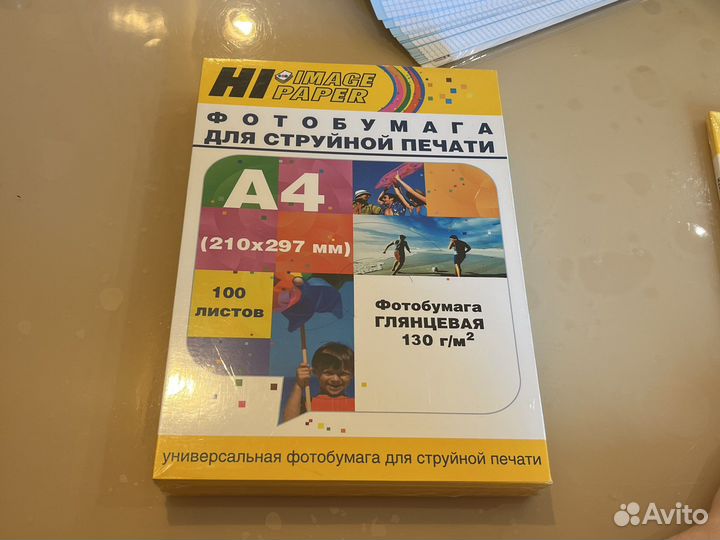 HI-IMAGE
PAPER
ФОТОБУМАГА
ДЛЯ СТРУЙНОЙ ПЕЧАТИ
A4
(210x297 мм)
100
ЛИСТОВ
Фотобумага
ГЛЯНЦЕВАЯ
130 г/м²
универсальная фотобумага для струйной печати
Avito